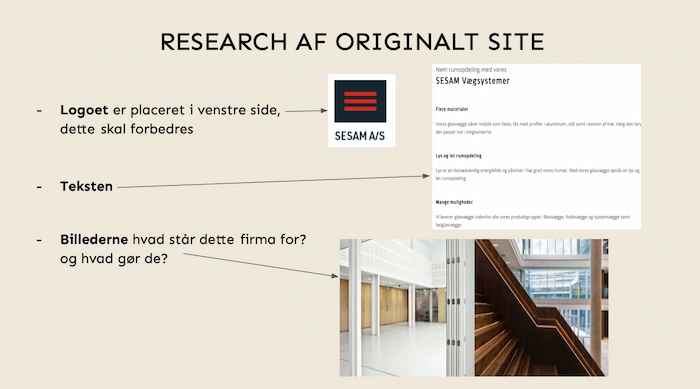 RESEARCH AF ORIGINALT SITE
- Logoet er placeret i venstre side,
dette skal forbedres
- Teksten
- Billederne hvad står dette firma for?
og hvad gør de?
SESAM A/S
Nem rumopdeling med vores
SESAM Vægsystemer
Flere materialer
Vores glasvægge såvel mobile som faste, fås med profiler i aluminium, stål samt rammer af træ. Vælg den farv
der passer ind i omgivelserne.
Lys og let rumopdeling
Lys er en livsnødvendig energikilde og påvirker i høj grad vores humør. Med vores glasvægge opnås en lys og
let rumopdeling
Mange muligheder
Vi leverer glasvægge indenfor alle vores produktgrupper. Blokvægge, foldevægge og systemvægge samt
helglasvægge.